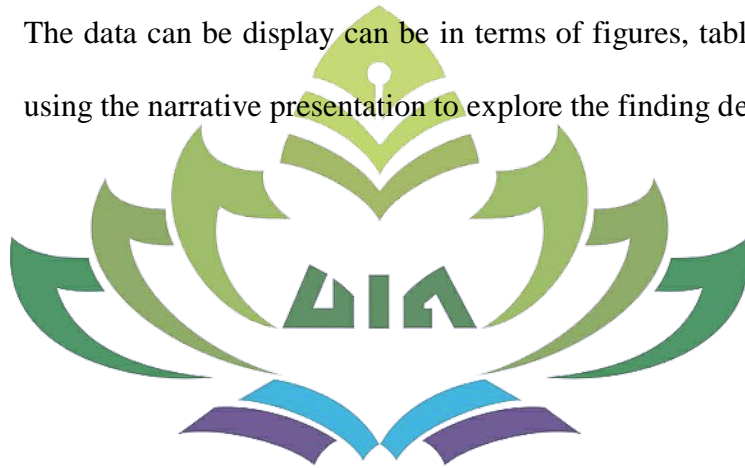 The data can be display can be in terms of figures, tabl
using the narrative presentation to explore the finding de
UIN